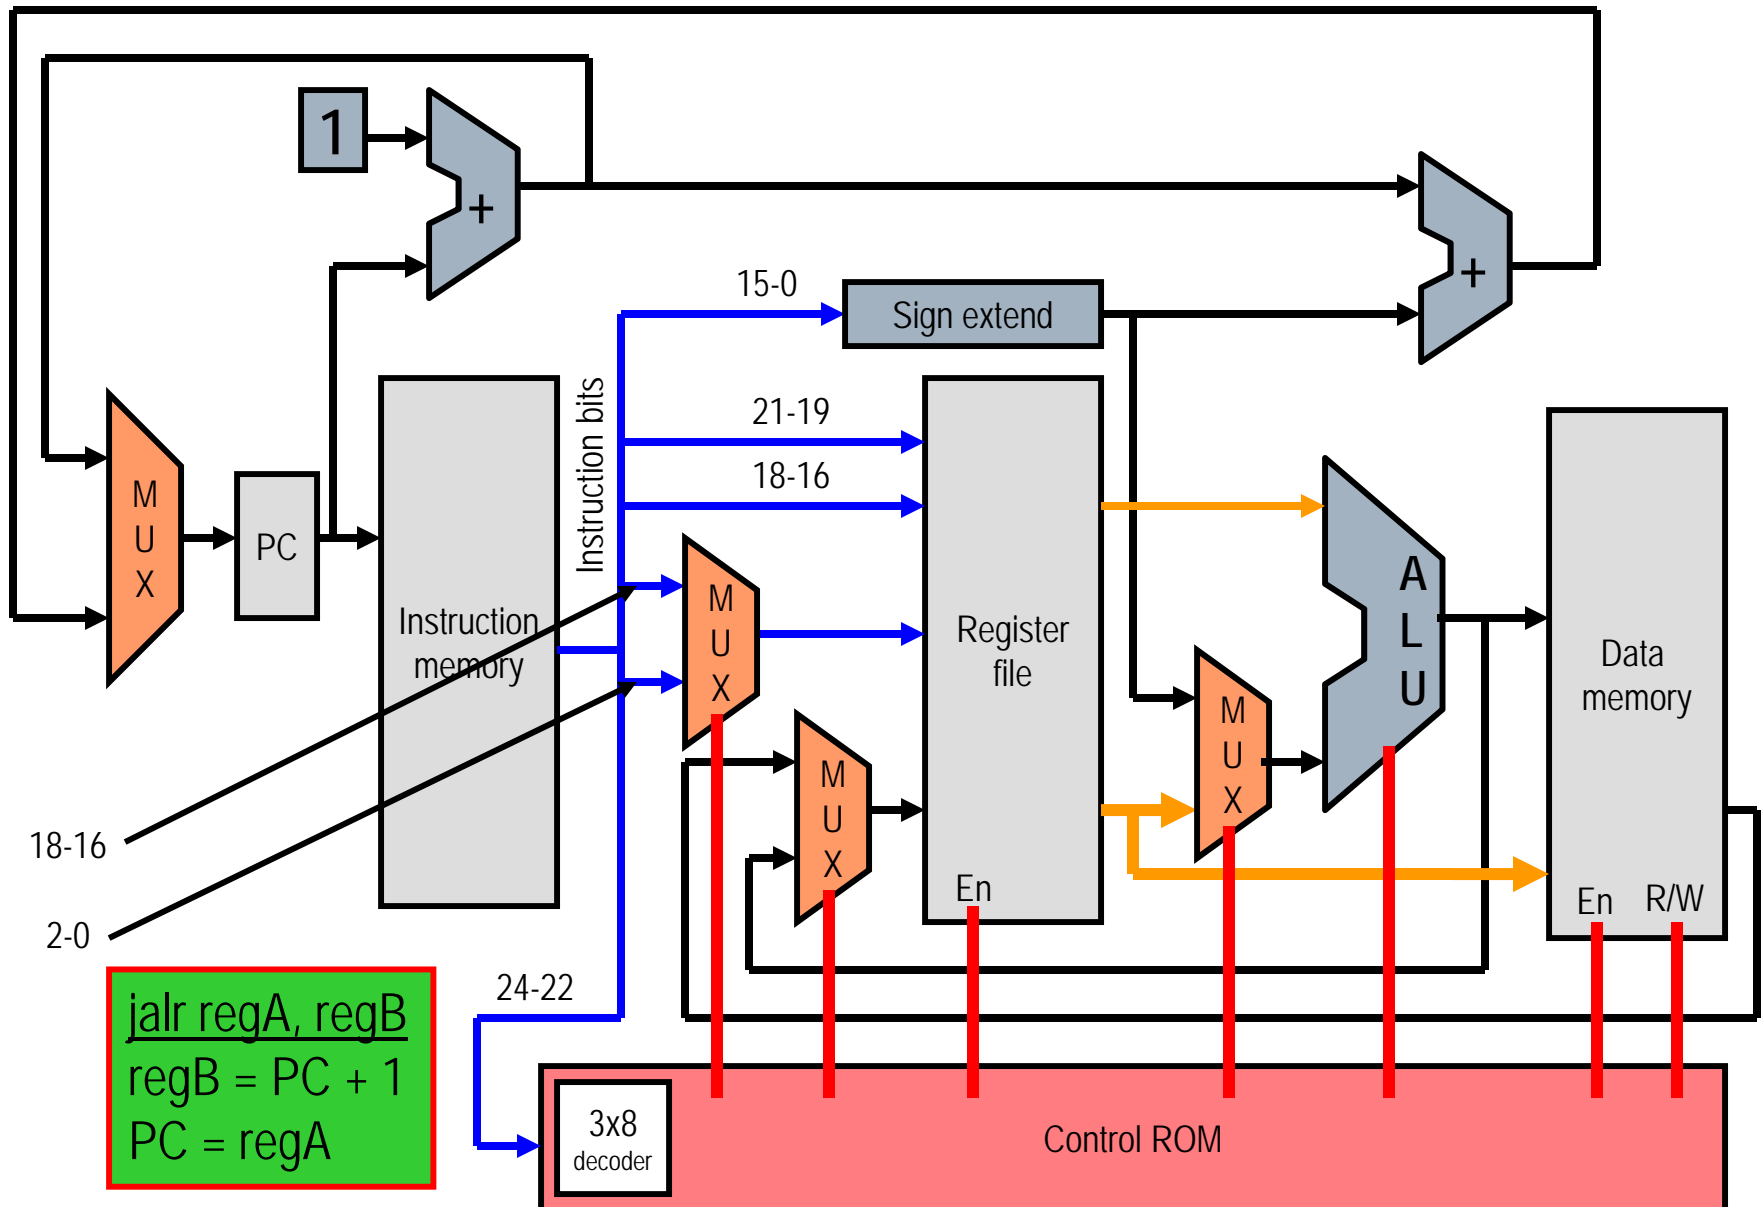 1
+
+
15-0
Sign extend
Instruction bits
21-19
18-16
M
U
X
PC
Instruction
memory
M
U
X
Register
file
A
L
U
Data
memory
M
U
X
M
U
X
18-16
2-0
En
En
R/W
24-22
jalr regA, regB
regB = PC + 1
PC = regA
3x8
decoder
Control ROM